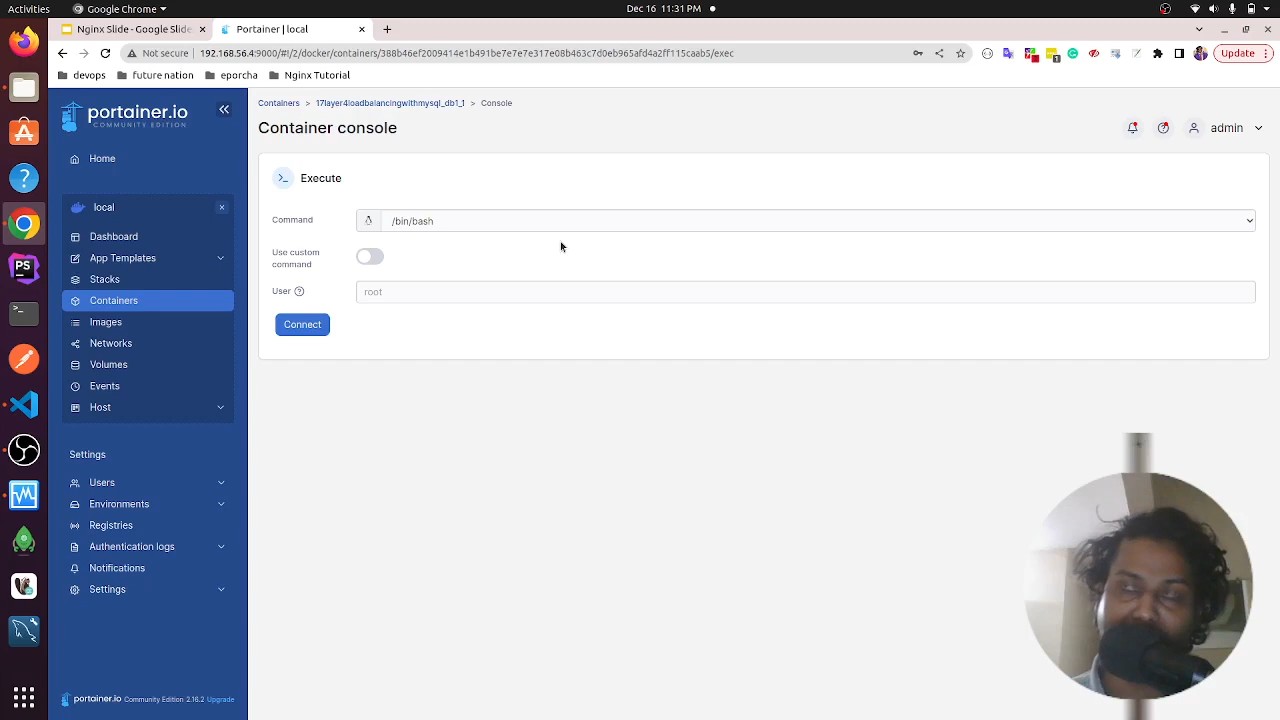 Activities
Google Chrome
Dec 16 11:31 PM
Nginx Slide - Google Slide
Portainer | local
Not secure
192.168.56.4:9000/#!/2/docker/containers/388b46ef2009414e1b491be7e7e7e317e08b463c7d0eb965afd4a2ff115caab5/exec
Update
devops
future nation
eporcha
Nginx Tutorial
portainer.io
COMMUNITY EDITION
Home
local
Dashboard
App Templates
Stacks
Containers
Images
Networks
Volumes
Events
Host
Settings
Users
Environments
Registries
Authentication logs
Notifications
Settings
portainer.io Community Edition 2.16.2 Upgrade
Containers > 17layer4loadbalancingwithmysql_db1_1 > Console
Container console
admin
Execute
Command
/bin/bash
Use custom
command
User
root
Connect